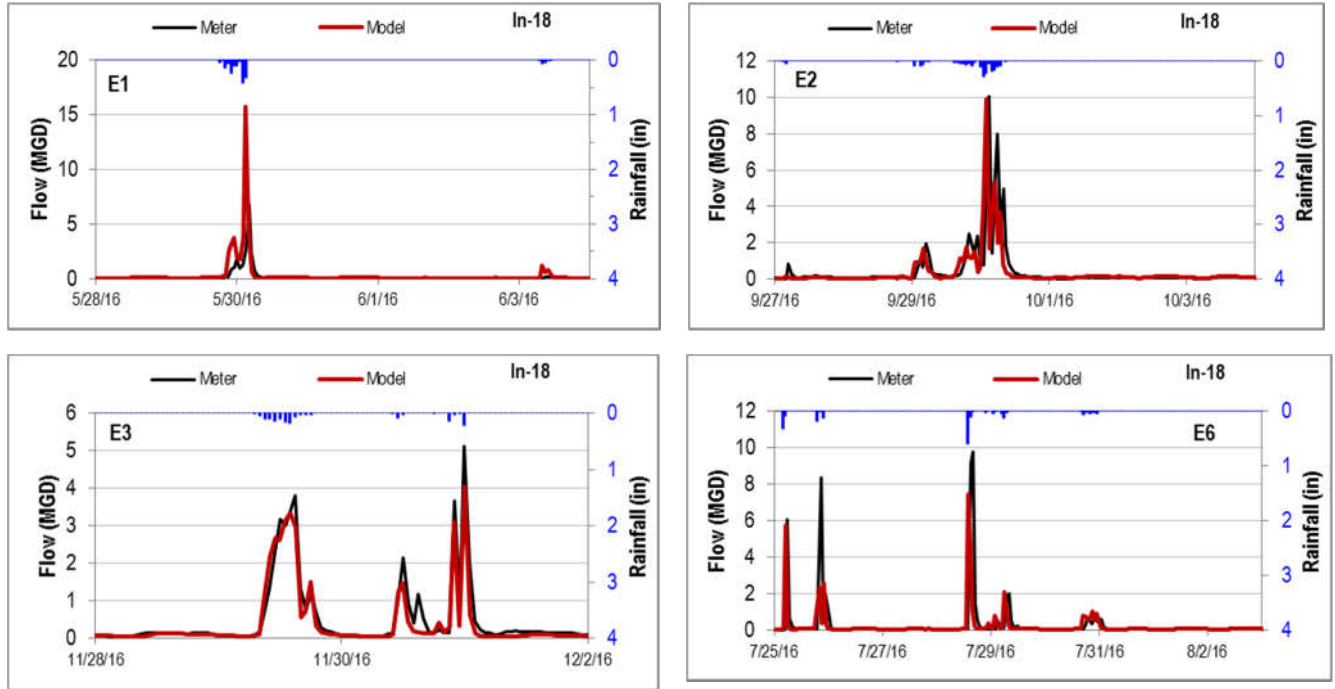 In-18
Meter Model
E1
Flow (MGD)
20
15
10
5
0
Rainfall (in)
0
1
2
3
4
5/28/16 5/30/16 6/1/16 6/3/16
In-18
Meter Model
E2
Flow (MGD)
12
10
8
6
4
2
0
Rainfall (in)
0
1
2
3
4
9/27/16 9/29/16 10/1/16 10/3/16
In-18
Meter Model
E3
Flow (MGD)
6
5
4
3
2
1
0
Rainfall (in)
0
1
2
3
4
11/28/16 11/30/16 12/2/16
In-18
Meter Model
E6
Flow (MGD)
12
10
8
6
4
2
0
Rainfall (in)
0
1
2
3
4
7/25/16 7/27/16 7/29/16 7/31/16 8/2/16